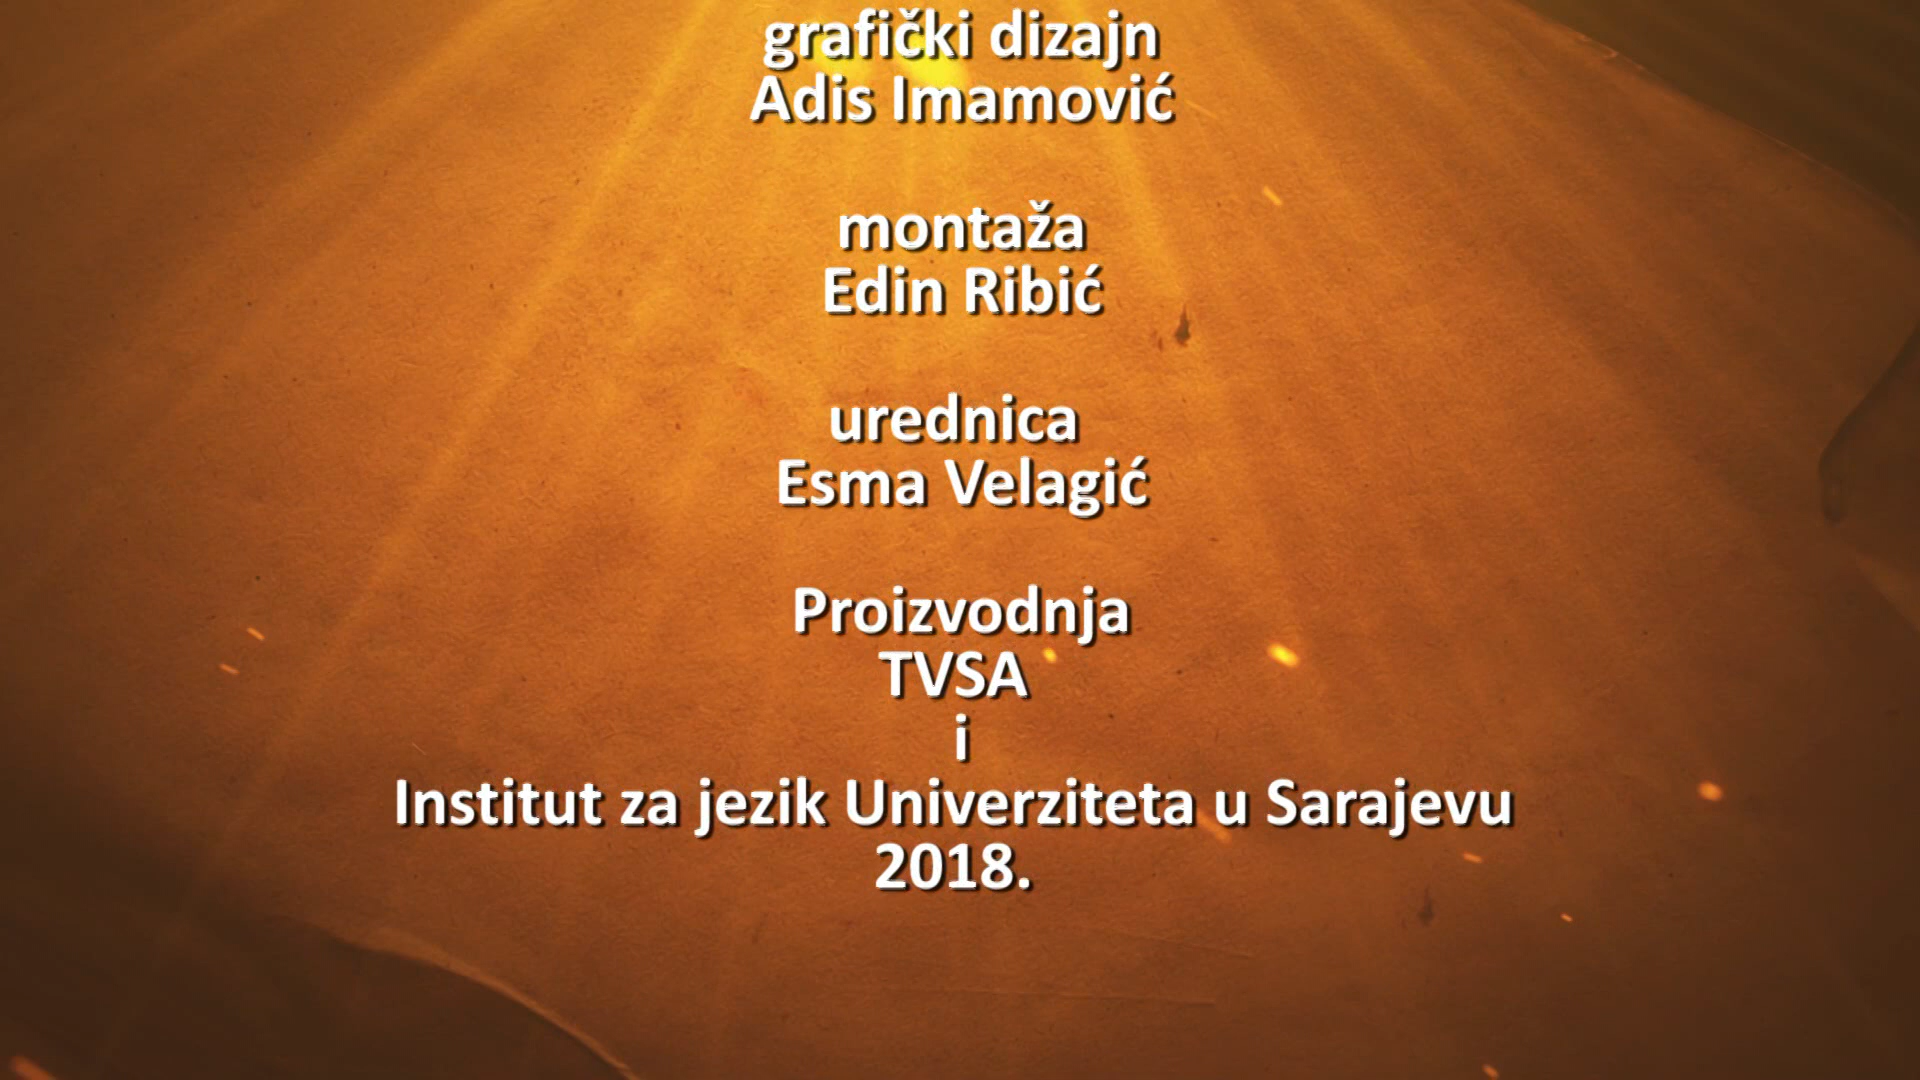 grafički dizajn
Adis Imamović
montaža
Edin Ribić
urednica
Esma Velagić
Proizvodnja
TVSA
i
Institut za jezik Univerziteta u Sarajevu
2018.